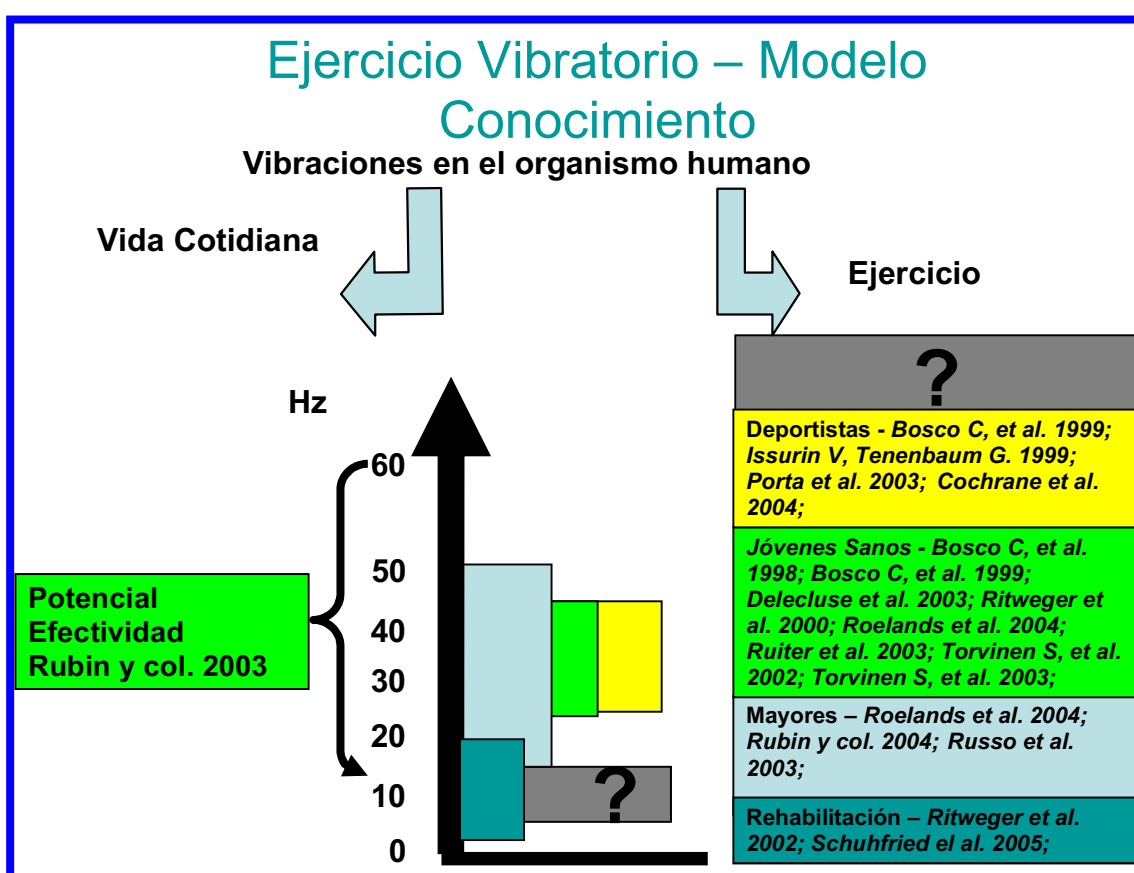 Ejercicio Vibratorio – Modelo
Conocimiento
Vibraciones en el organismo humano
Vida Cotidiana
Ejercicio
Hz
60
50
40
30
20
10
0
Potencial
Efectividad
Rubin y col. 2003
?
?
Deportistas - Bosco C, et al. 1999;
Issurin V, Tenenbaum G. 1999;
Porta et al. 2003; Cochrane et al.
2004;
Jóvenes Sanos - Bosco C, et al.
1998; Bosco C, et al. 1999;
Delecluse et al. 2003; Ritweger et
al. 2000; Roelands et al. 2004;
Ruiter et al. 2003; Torvinen S, et al.
2002; Torvinen S, et al. 2003;
Mayores – Roelands et al. 2004;
Rubin y col. 2004; Russo et al.
2003;
Rehabilitación – Ritweger et al.
2002; Schuhfried el al. 2005;